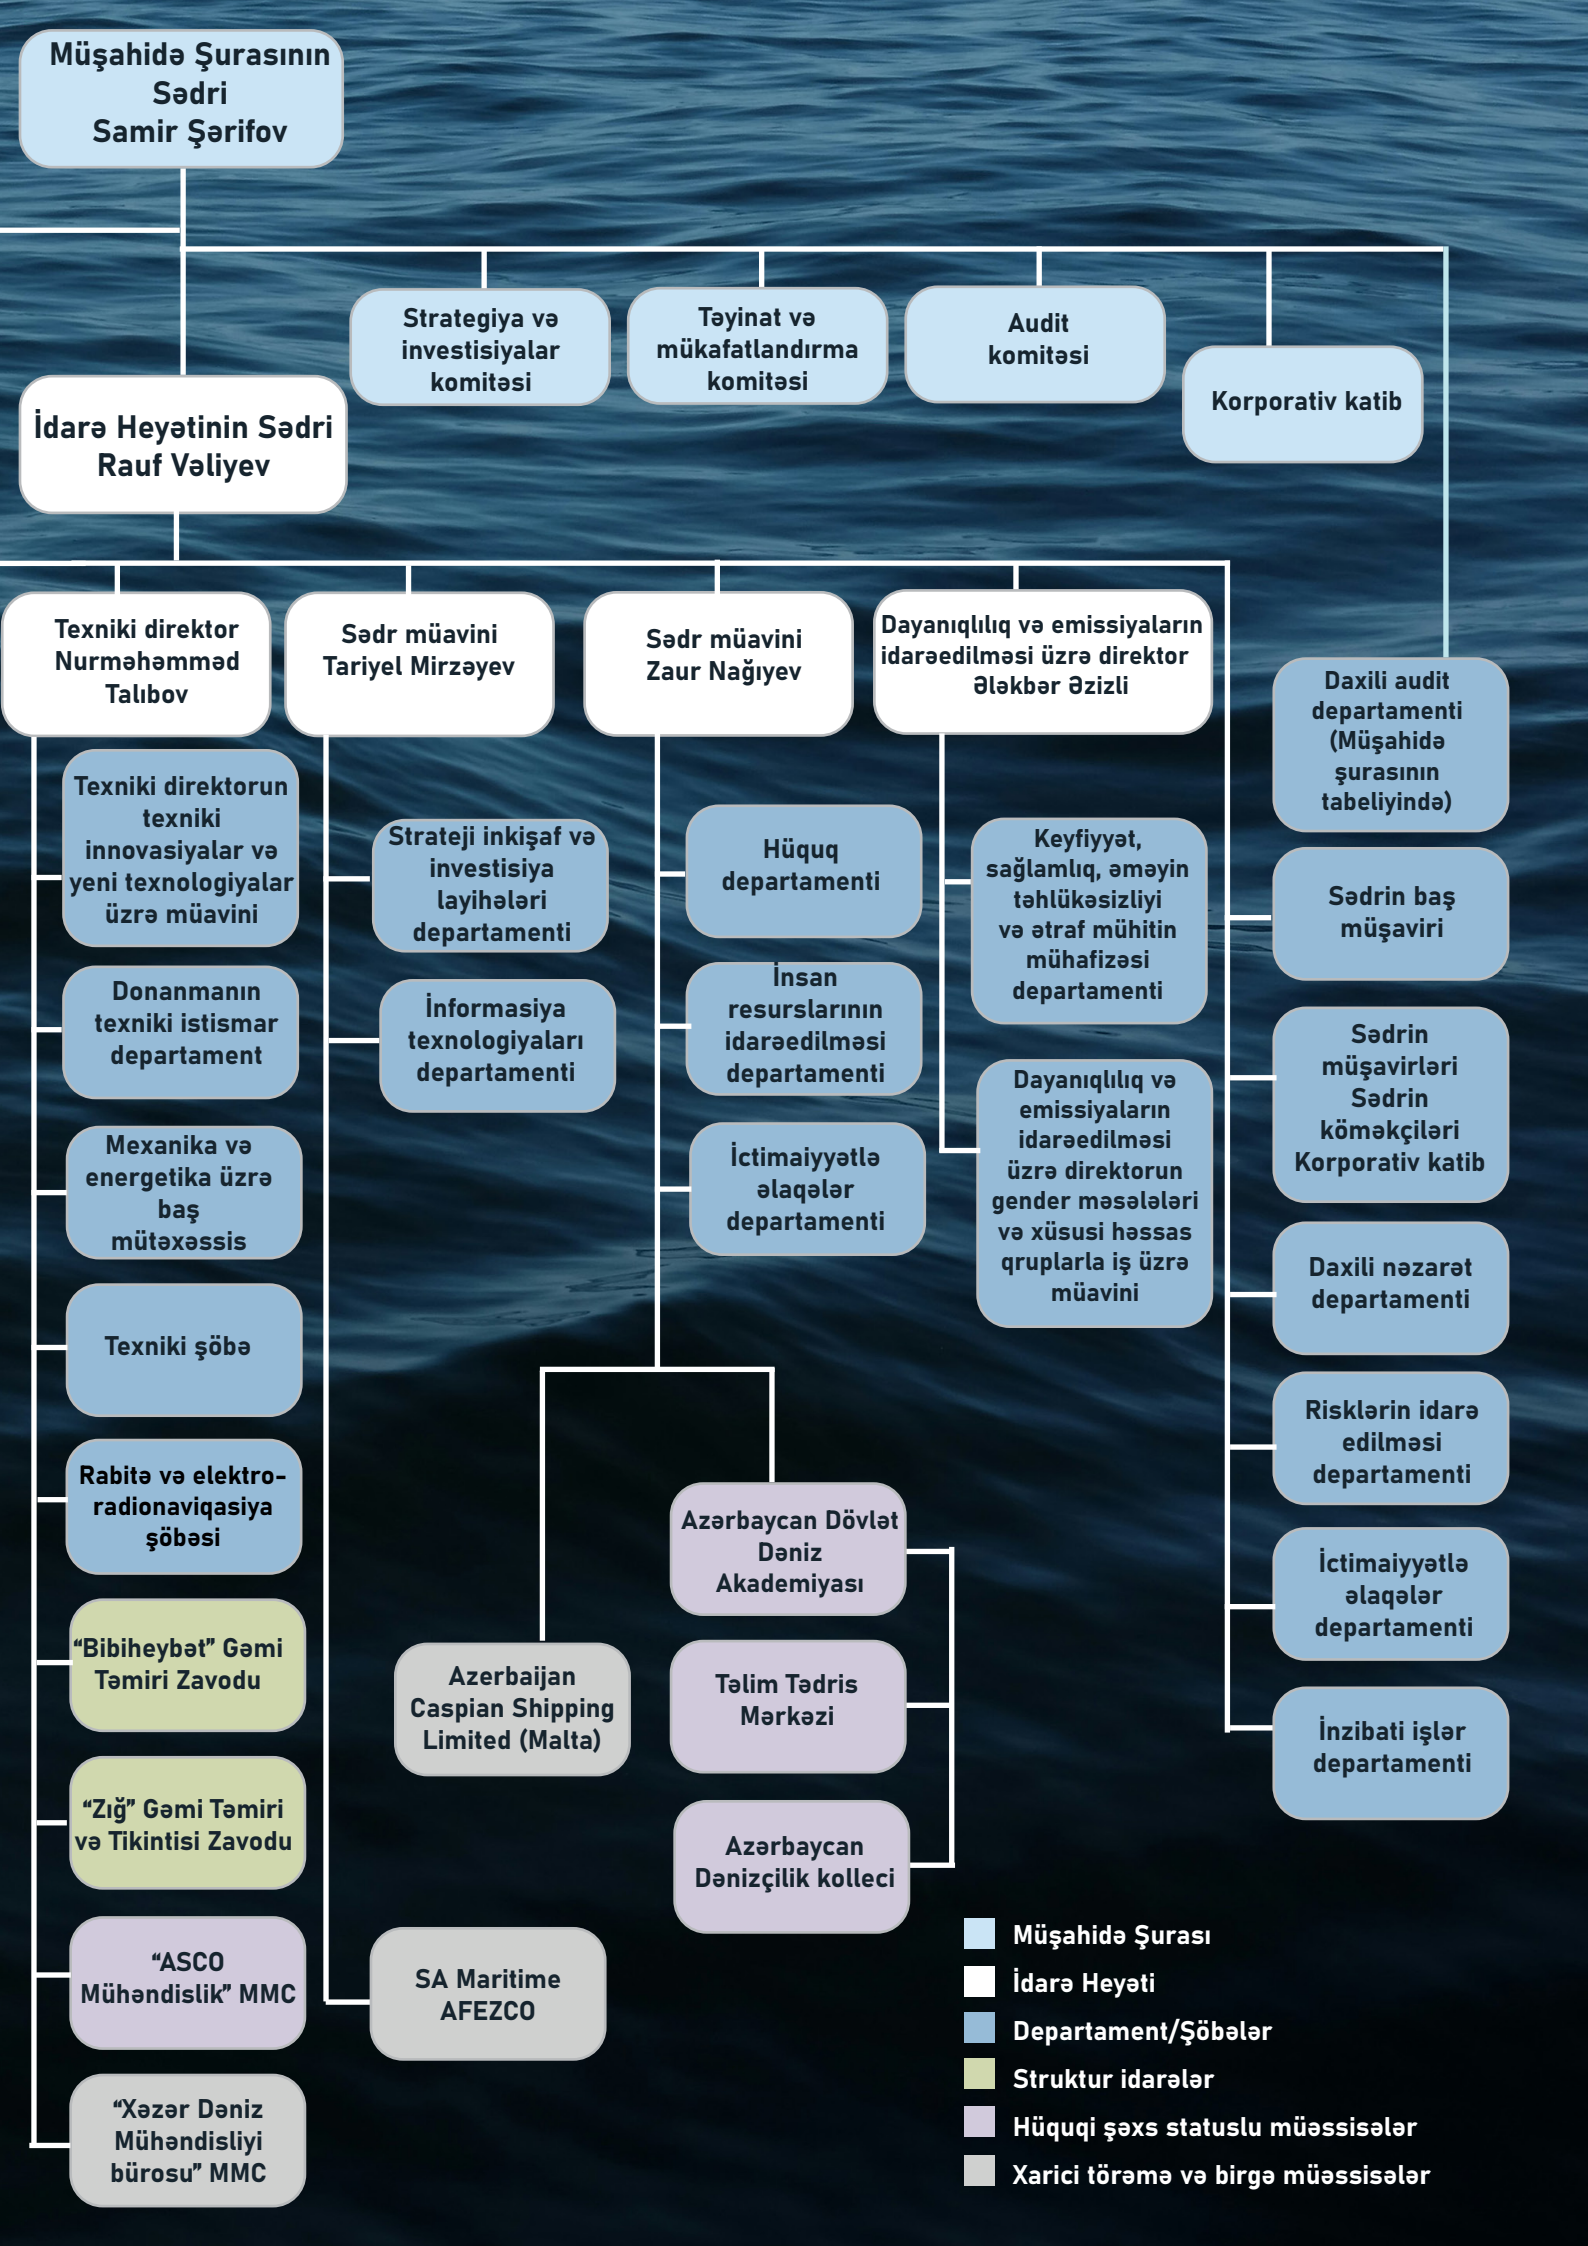 Müşahidə Şurasının
Sədri
Samir Şərifov
Strategiya və
investisiyalar
komitəsi
Təyinat və
mükafatlandırma
komitəsi
Audit
komitəsi
Korporativ katib
İdarə Heyətinin Sədri
Rauf Vəliyev
Texniki direktor
Nurməhəmməd
Talıbov
Sədr müavini
Tariyel Mirzəyev
Sədr müavini
Zaur Nağıyev
Dayanıqlılıq və emissiyaların
idarəedilməsi üzrə direktor
Ələkbər Əzizli
Texniki direktorun
texniki
innovasiyalar və
yeni texnologiyalar
üzrə müavini
Donanmanın
texniki istismar
departament
Mexanika və
energetika üzrə
baş
mütəxəssis
Texniki şöbə
Rabitə və elektro-
radionaviqasiya
şöbəsi
“Bibiheybət” Gəmi
Təmiri Zavodu
“Zığ” Gəmi Təmiri
və Tikintisi Zavodu
“ASCO
Mühəndislik” MMC
“Xəzər Dəniz
Mühəndisliyi
bürosu” MMC
Strateji inkişaf və
investisiya
layihələri
departamenti
İnformasiya
texnologiyaları
departamenti
SA Maritime
AFEZCO
Hüquq
departamenti
İnsan
resurslarının
idarəedilməsi
departamenti
İctimaiyyətlə
əlaqələr
departamenti
Azerbaijan
Caspian Shipping
Limited (Malta)
Azərbaycan Dövlət
Dəniz
Akademiyası
Təlim Tədris
Mərkəzi
Azərbaycan
Dənizçilik kolleci
Keyfiyyət,
sağlamlıq, əməyin
təhlükəsizliyi
və ətraf mühitin
mühafizəsi
departamenti
Dayanıqlılıq və
emissiyaların
idarəedilməsi
üzrə direktorun
gender məsələləri
və xüsusi həssas
qruplarla iş üzrə
müavini
Daxili audit
departamenti
(Müşahidə
şurasının
tabeliyində)
Sədrin baş
müşaviri
Sədrin
müşavirləri
Sədrin
köməkçiləri
Korporativ katib
Daxili nəzarət
departamenti
Risklərin idarə
edilməsi
departamenti
İctimaiyyətlə
əlaqələr
departamenti
İnzibati işlər
departamenti
Müşahidə Şurası
İdarə Heyəti
Departament/Şöbələr
Struktur idarələr
Hüquqi şəxs statuslu müəssisələr
Xarici törəmə və birgə müəssisələr